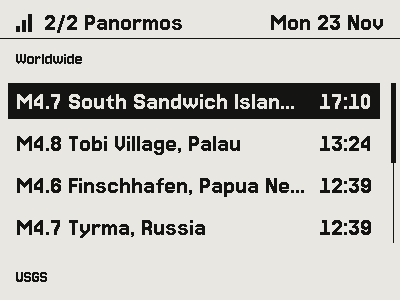 2/2 Panormos Mon 23 Nov
Worldwide
M4.7 South Sandwich Islan... 17:10
M4.8 Tobi Village, Palau 13:24
M4.6 Finschhafen, Papua Ne... 12:39
M4.7 Tyrma, Russia 12:39
USGS